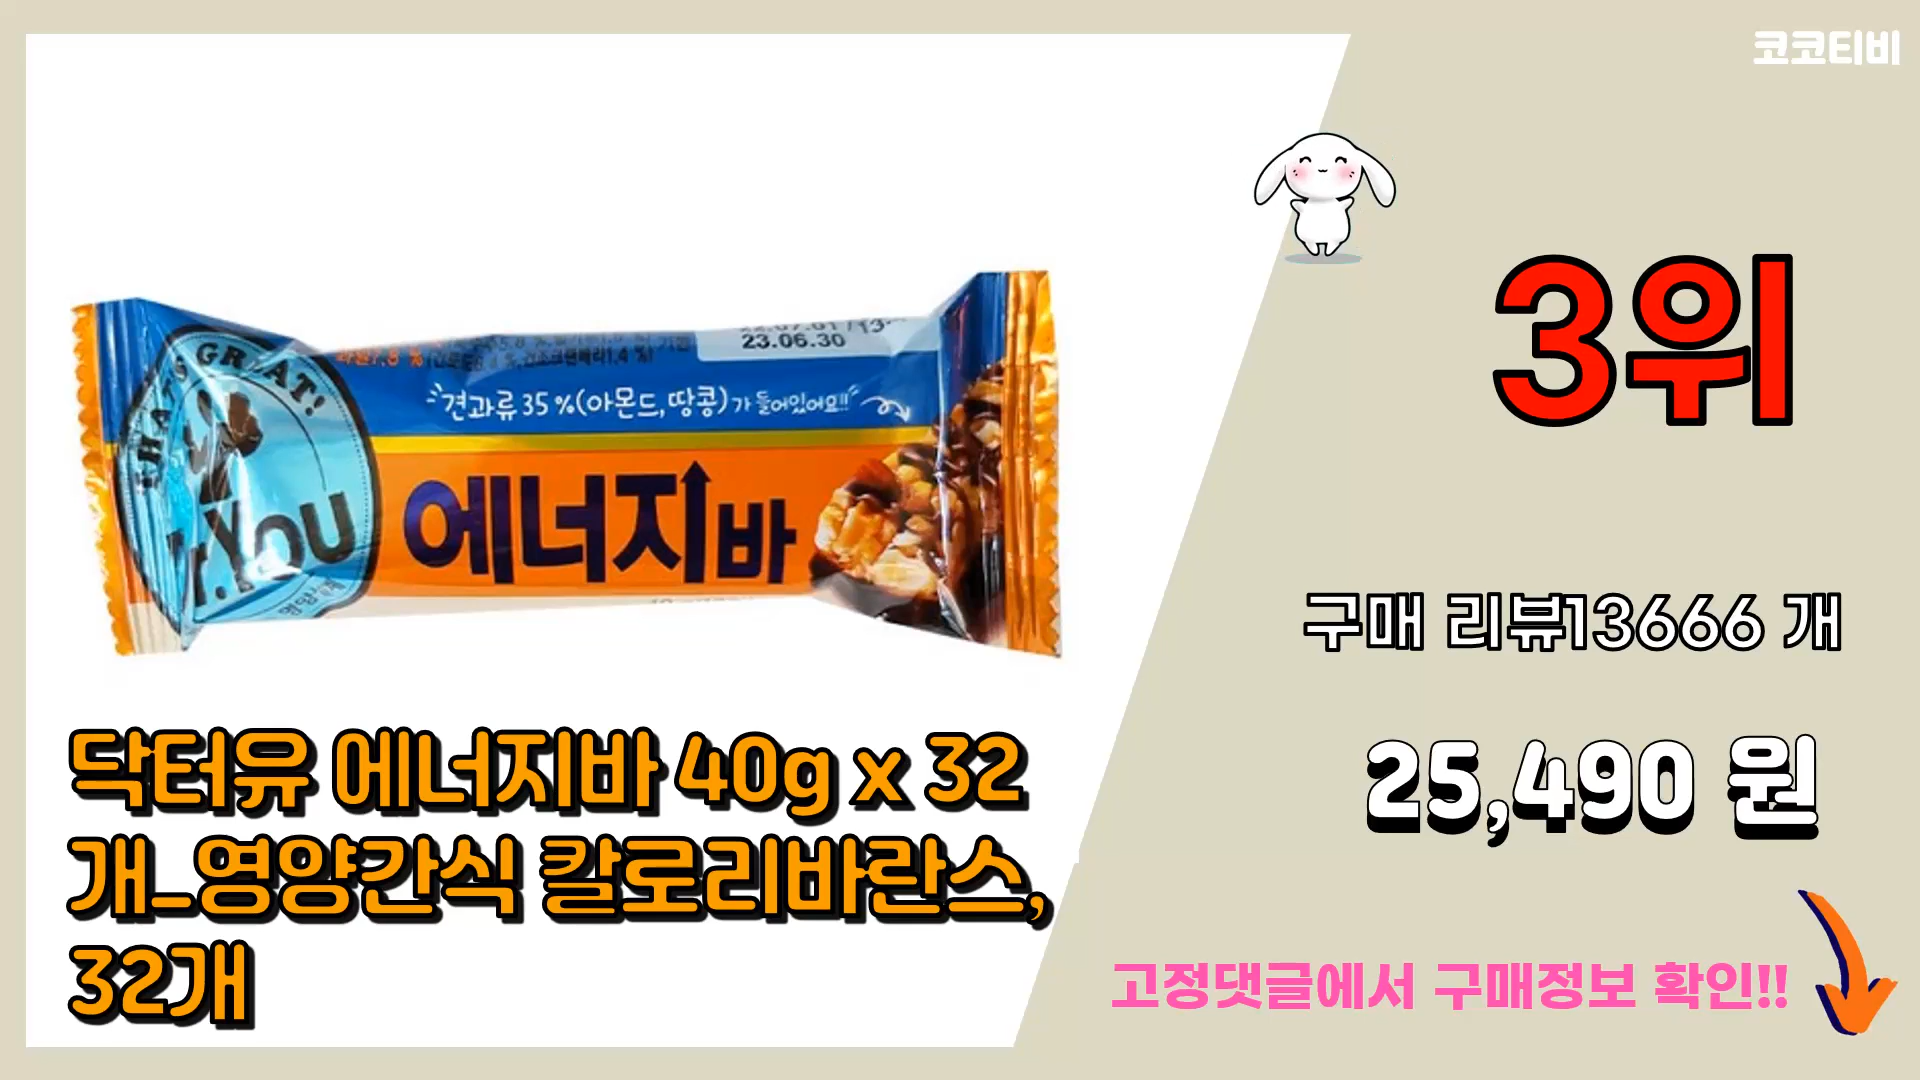 코코티비
3위
23.06.30
견과류 35%(아몬드,땅콩)가 들어있어요!!
GREAT!
YOU
에너지바
구매 리뷰13666 개
25,490 원
닥터유 에너지바 40g x 32
개_영양간식 칼로리바란스,
32개
고정댓글에서 구매정보 확인!!